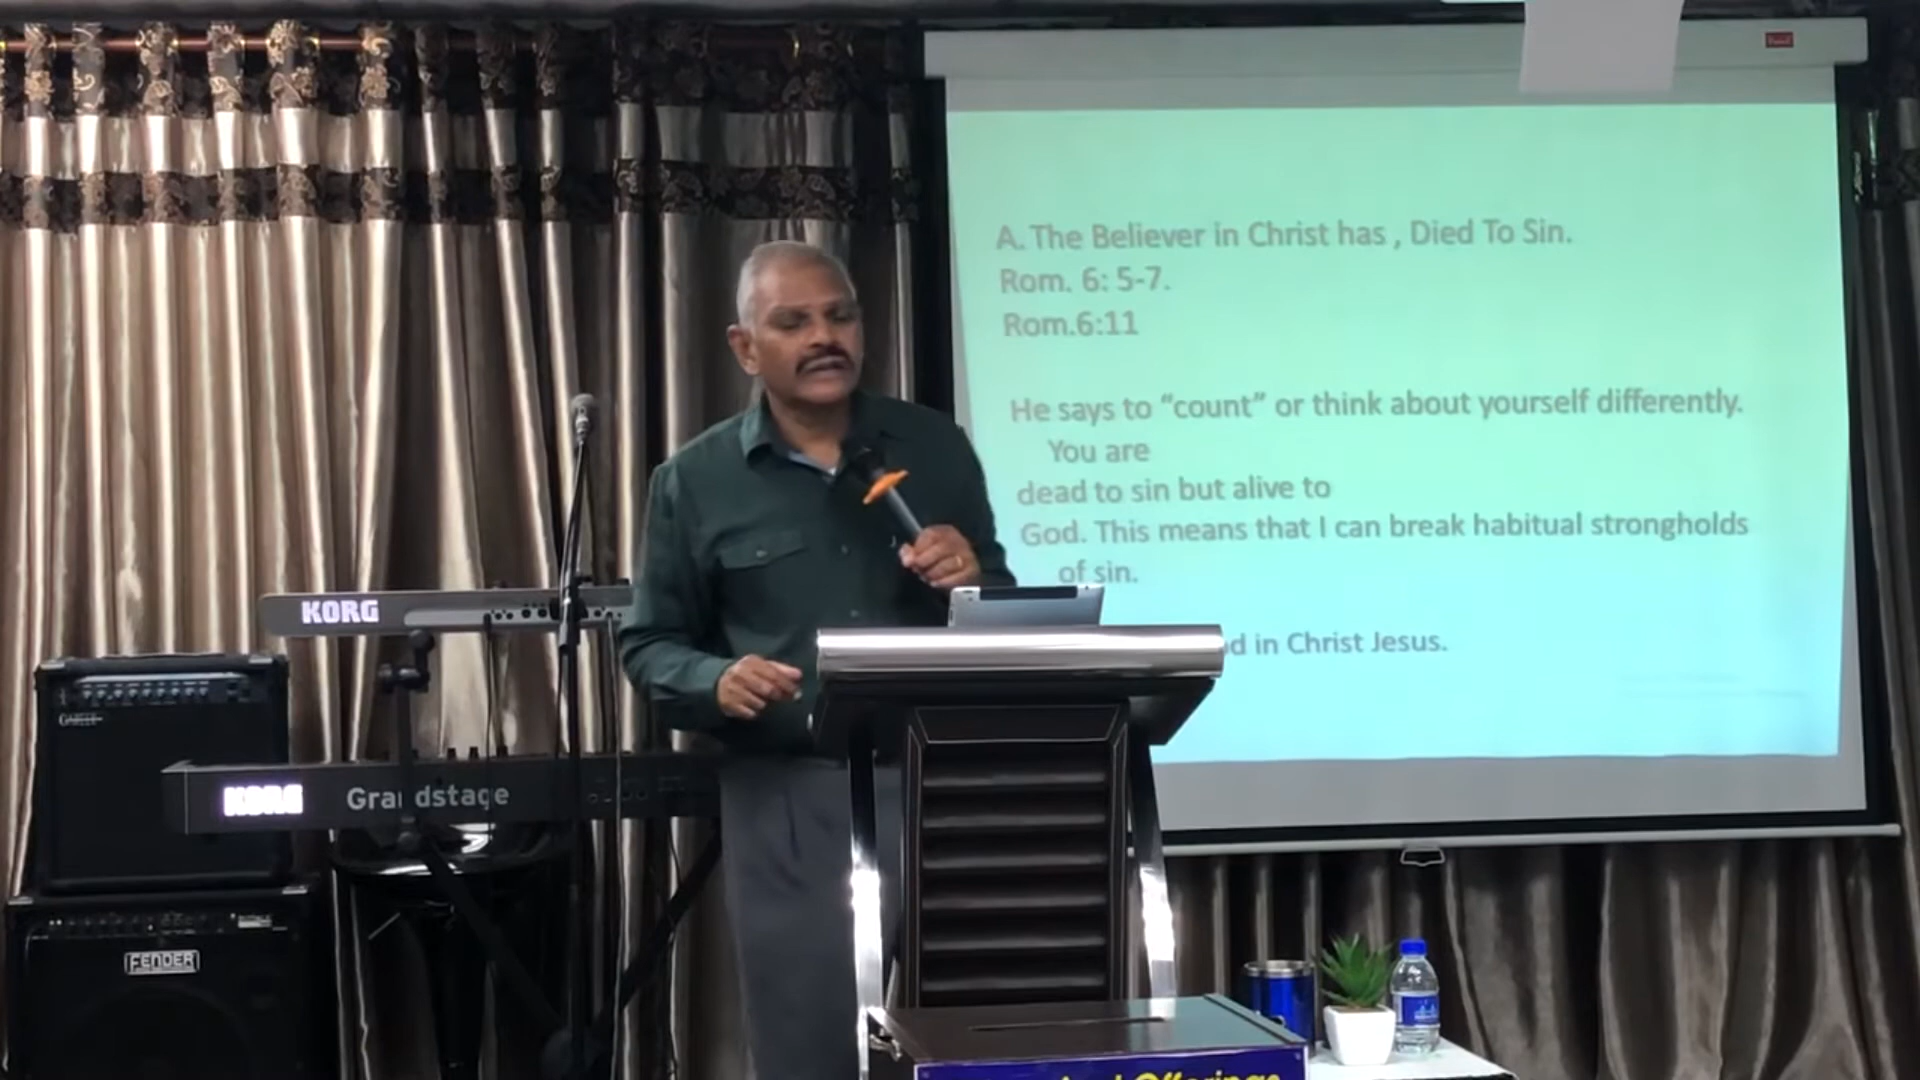 A. The Believer in Christ has , Died To Sin.
Rom. 6: 5-7.
Rom.6:11
He says to “count” or think about yourself differently.
You are
dead to sin but alive to
God. This means that I can break habitual strongholds
of sin.
in Christ Jesus.
KORG
KORG Grandstage
FENDER
Offerings